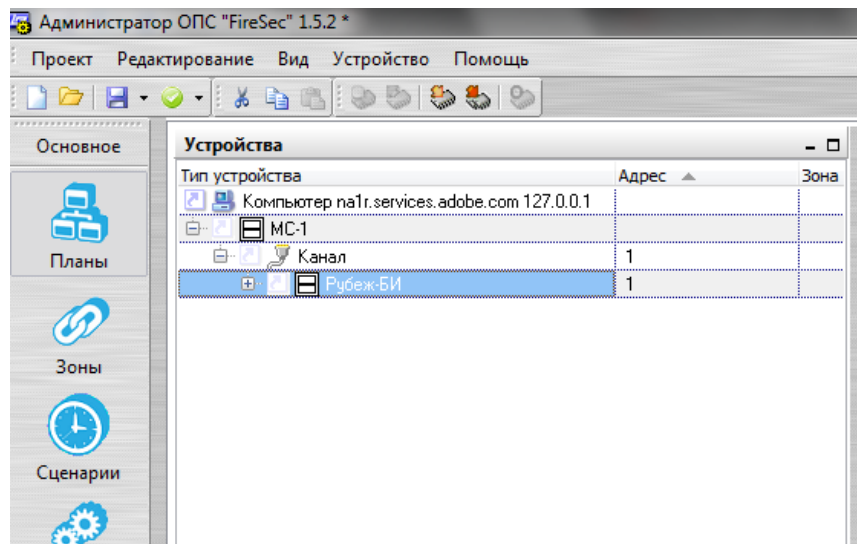 Администратор ОПС "FireSec" 1.5.2 *
Проект Редактирование Вид Устройство Помощь
Основное
Устройства
Тип устройства Адрес Зона
Компьютер na1r.services.adobe.com 127.0.0.1
МС-1
Канал 1
Рубеж-БИ 1
Планы
Зоны
Сценарии